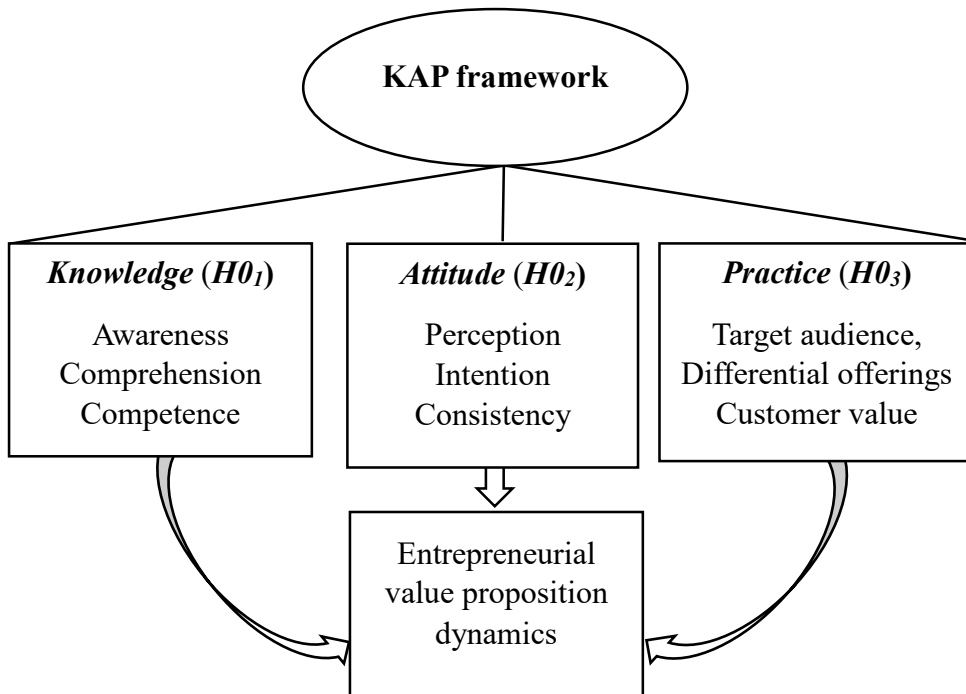 KAP framework
Knowledge (H0₁)
Awareness
Comprehension
Competence
Attitude (H0₂)
Perception
Intention
Consistency
Practice (H0₃)
Target audience,
Differential offerings
Customer value
Entrepreneurial
value proposition
dynamics